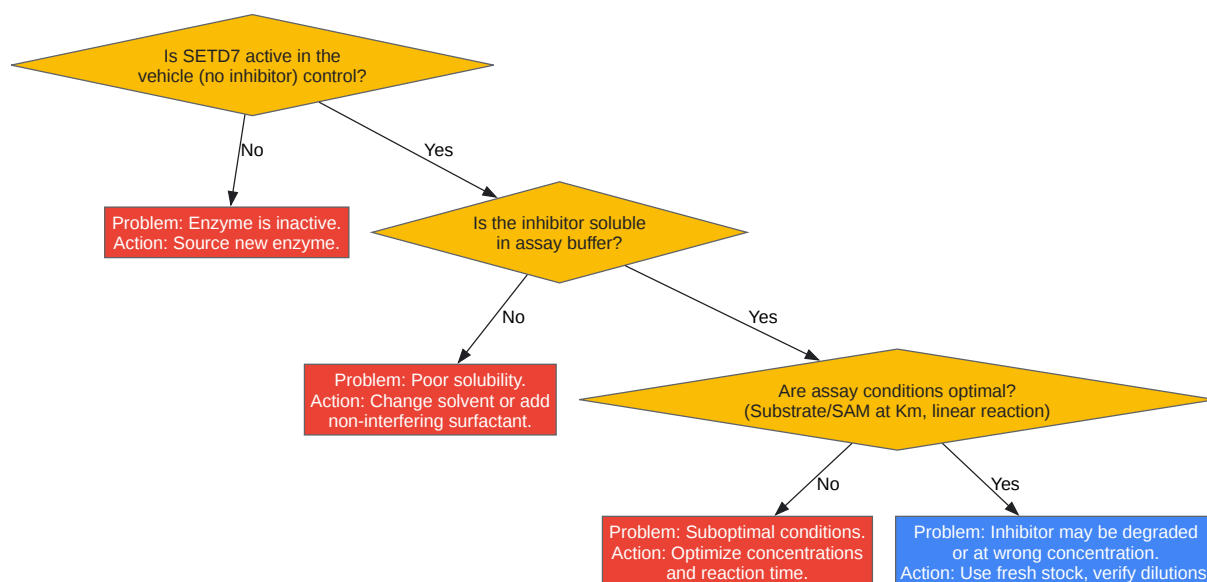 Is SETD7 active in the
vehicle (no inhibitor) control?
No
Yes
Problem: Enzyme is inactive.
Action: Source new enzyme.
Is the inhibitor soluble
in assay buffer?
No
Yes
Problem: Poor solubility.
Action: Change solvent or add
non-interfering surfactant.
Are assay conditions optimal?
(Substrate/SAM at Km, linear reaction)
No
Yes
Problem: Suboptimal conditions.
Action: Optimize concentrations
and reaction time.
Problem: Inhibitor may be degraded
or at wrong concentration.
Action: Use fresh stock, verify dilutions